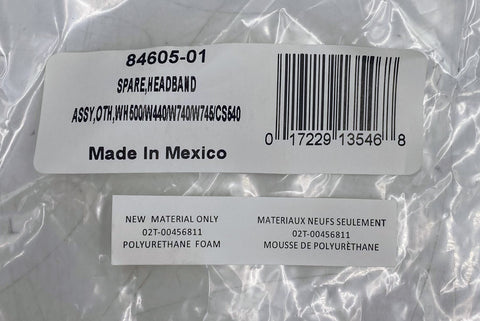 84605-01
SPARE,HEADBAND
ASSY,OTH,WH500/W440/W740/W745/CS540
Made In Mexico
0 17229 13546 8
NEW MATERIAL ONLY
02T-00456811
POLYURETHANE FOAM
MATERIAUX NEUFS SEULEMENT
02T-00456811
MOUSSE DE POLYURÈTHANE